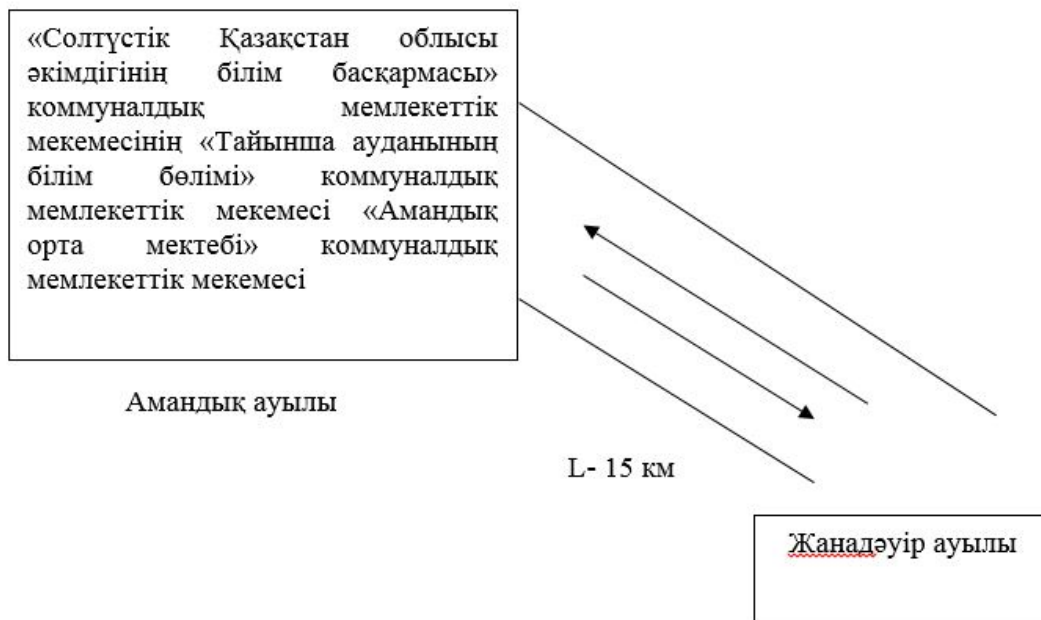 «Солтүстік Қазақстан облысы
әкімдігінің білім басқармасы»
коммуналдық мемлекеттік
мекемесінің «Тайынша ауданының
білім бөлімі» коммуналдық
мемлекеттік мекемесі «Амандық
орта мектебі» коммуналдық
мемлекеттік мекемесі
Амандық ауылы
L- 15 км
Жанадәуір ауылы